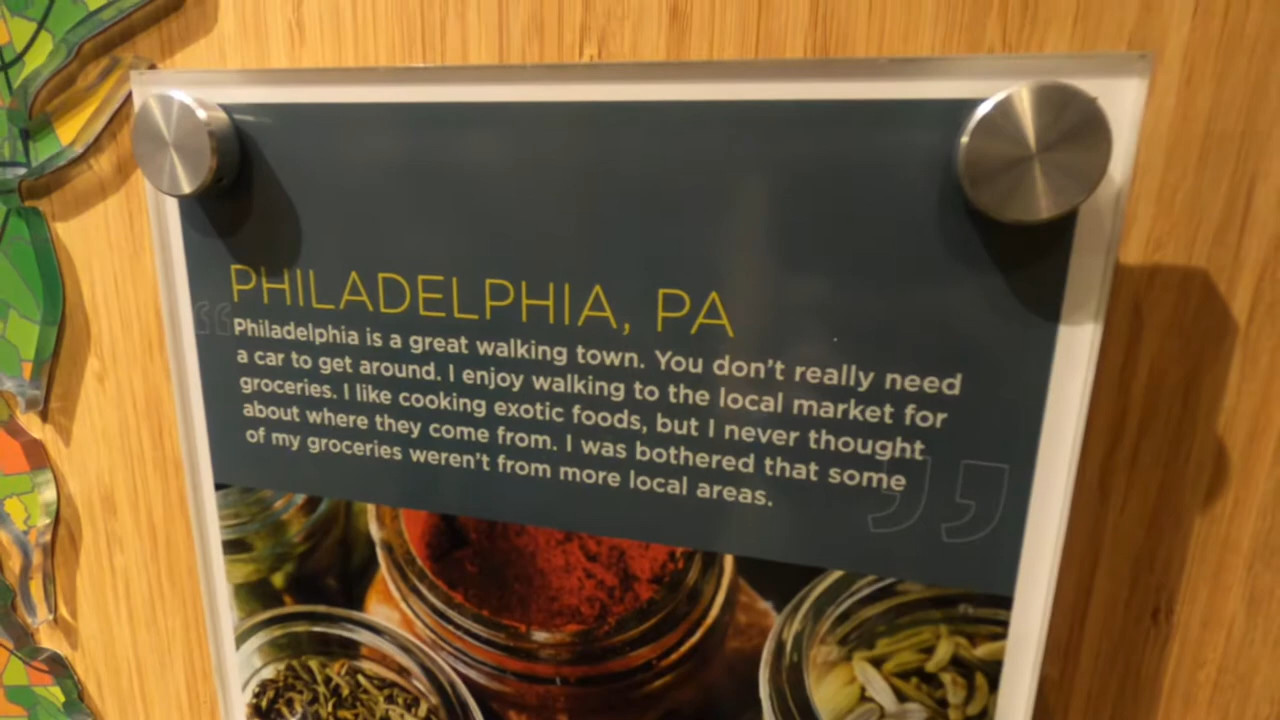 PHILADELPHIA, PA
“Philadelphia is a great walking town. You don’t really need
a car to get around. I enjoy walking to the local market for
groceries. I like cooking exotic foods, but I never thought
about where they come from. I was bothered that some
of my groceries weren’t from more local areas.”